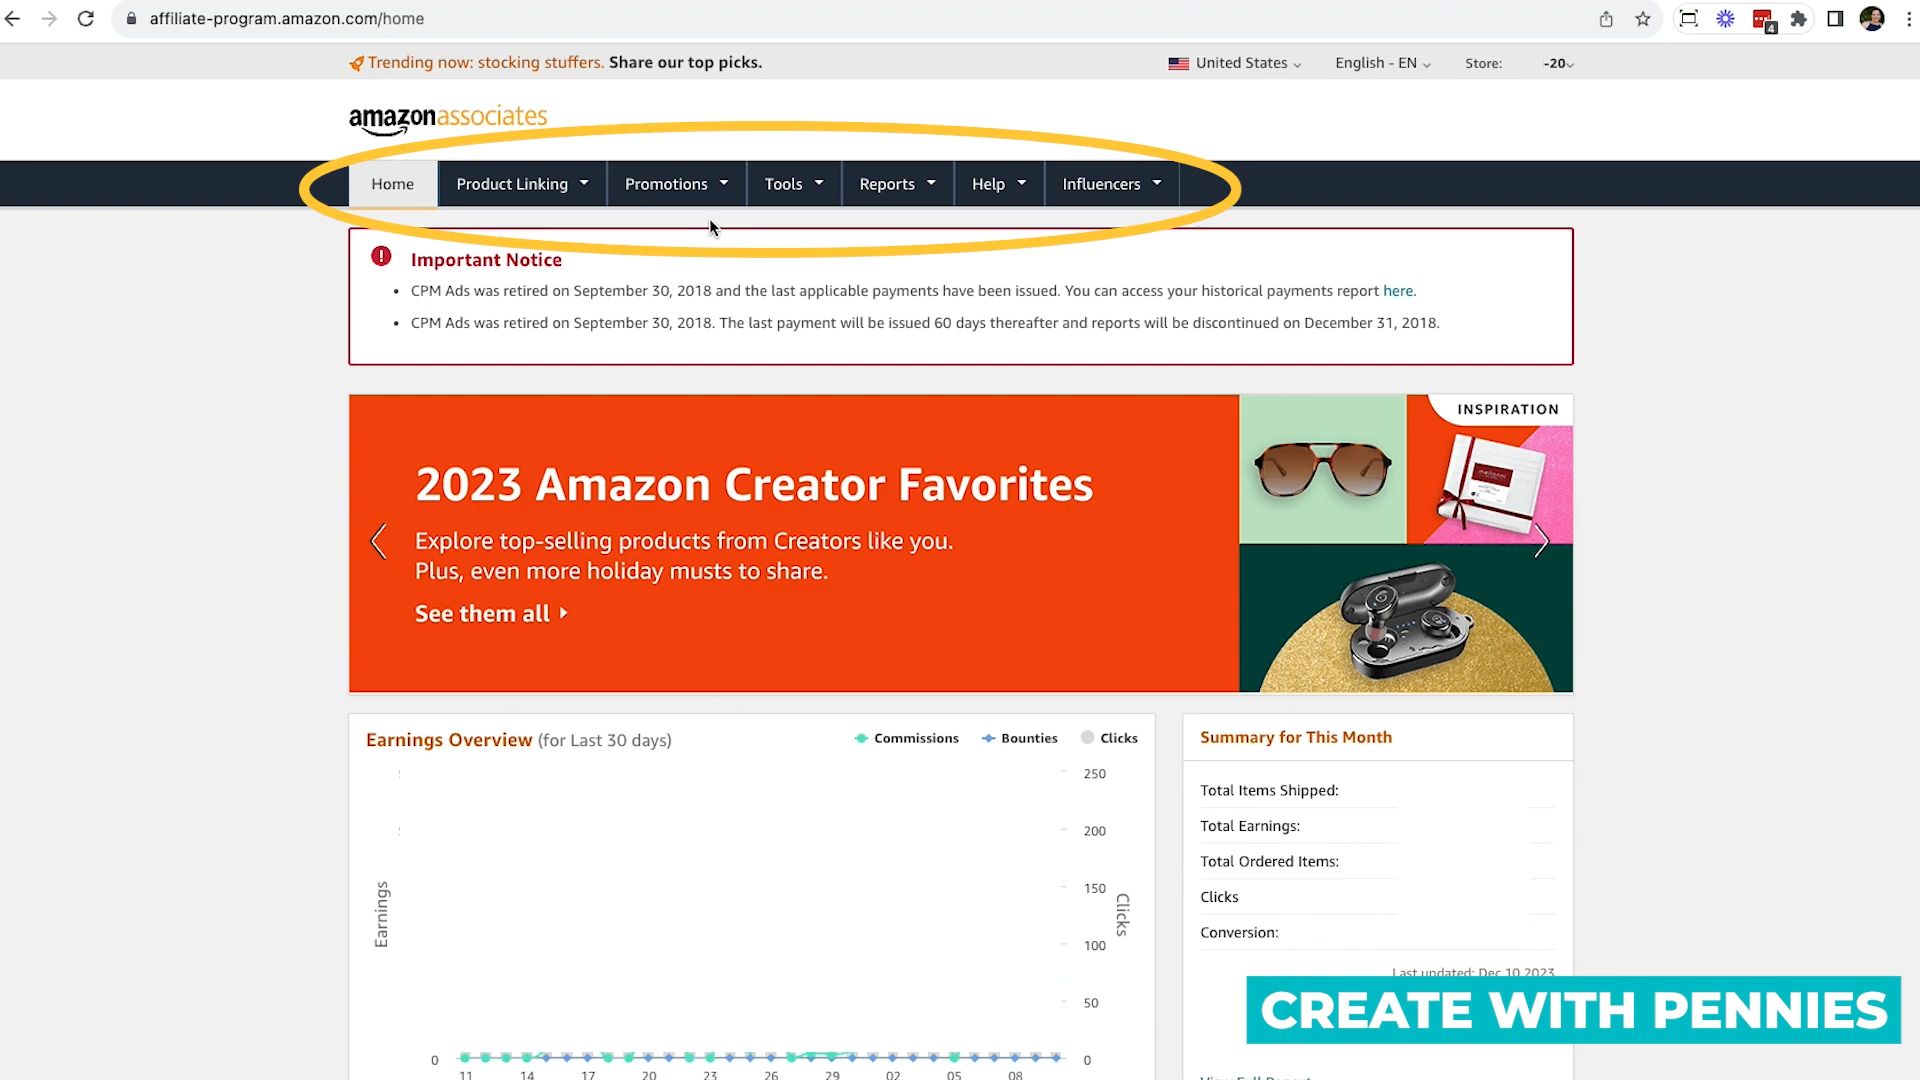 affiliate-program.amazon.com/home
4
Trending now: stocking stuffers. Share our top picks.
United States
English - EN
Store:
-20
amazonassociates
Home
Product Linking
Promotions
Tools
Reports
Help
Influencers
Important Notice
• CPM Ads was retired on September 30, 2018 and the last applicable payments have been issued. You can access your historical payments report here.
• CPM Ads was retired on September 30, 2018. The last payment will be issued 60 days thereafter and reports will be discontinued on December 31, 2018.
INSPIRATION
2023 Amazon Creator Favorites
Explore top-selling products from Creators like you.
Plus, even more holiday musts to share.
See them all
Earnings Overview (for Last 30 days)
Commissions
Bounties
Clicks
250
200
150
100
50
0
0
Earnings
Clicks
11 14 17 20 23 26 29 02 05 08
Summary for This Month
Total Items Shipped:
Total Earnings:
Total Ordered Items:
Clicks
Conversion:
Last updated: Dec 10 2023
CREATE WITH PENNIES
View Full Report